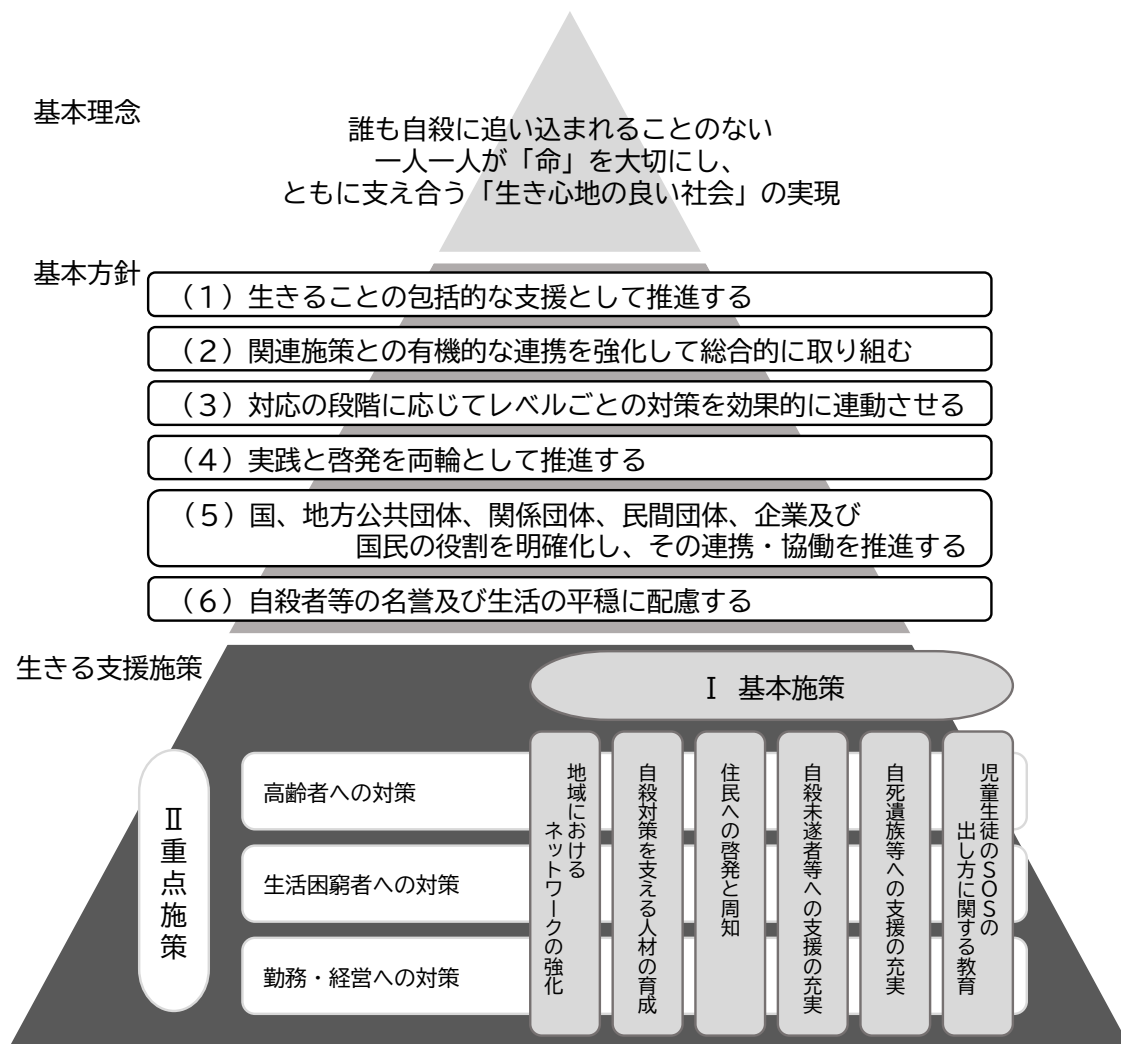 基本理念
誰も自殺に追い込まれることのない
一人一人が「命」を大切にし、
ともに支え合う「生き心地の良い社会」の実現
基本方針
（１）生きることの包括的な支援として推進する
（２）関連施策との有機的な連携を強化して総合的に取り組む
（３）対応の段階に応じてレベルごとの対策を効果的に連動させる
（４）実践と啓発を両輪として推進する
（５）国、地方公共団体、関係団体、民間団体、企業及び
国民の役割を明確化し、その連携・協働を推進する
（６）自殺者等の名誉及び生活の平穏に配慮する
生きる支援施策
Ⅰ 基本施策
Ⅱ重点施策
高齢者への対策
生活困窮者への対策
勤務・経営への対策
地域における
ネットワークの強化
自殺対策を支える人材の育成
住民への啓発と周知
自殺未遂者等への支援の充実
自死遺族等への支援の充実
児童生徒のＳＯＳの
出し方に関する教育